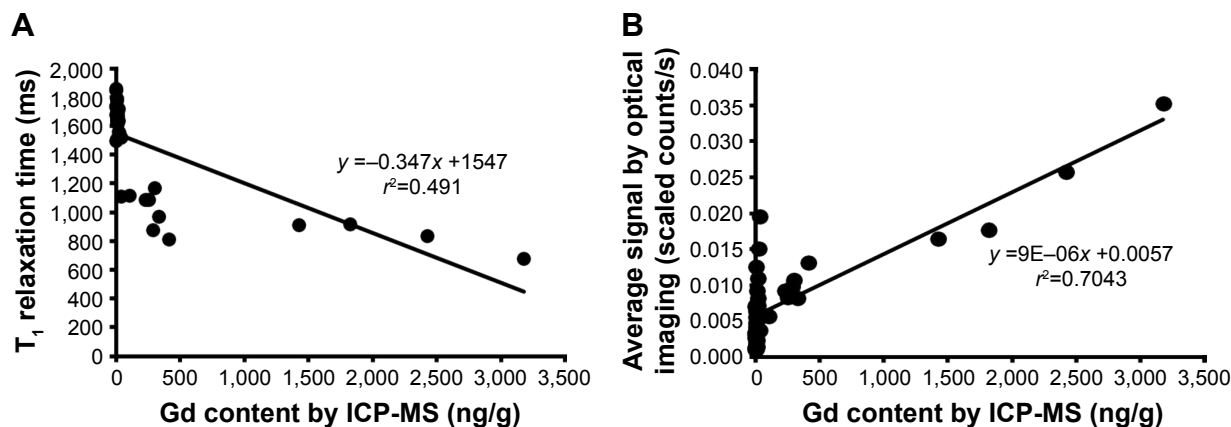 A
T1 relaxation time (ms)
2,000
1,800
1,600
1,400
1,200
1,000
800
600
400
200
0
y =–0.347x +1547
r²=0.491
0 500 1,000 1,500 2,000 2,500 3,000 3,500
Gd content by ICP-MS (ng/g)
B
Average signal by optical
imaging (scaled counts/s)
0.040
0.035
0.030
0.025
0.020
0.015
0.010
0.005
0.000
y =9E–06x +0.0057
r²=0.7043
0 500 1,000 1,500 2,000 2,500 3,000 3,500
Gd content by ICP-MS (ng/g)